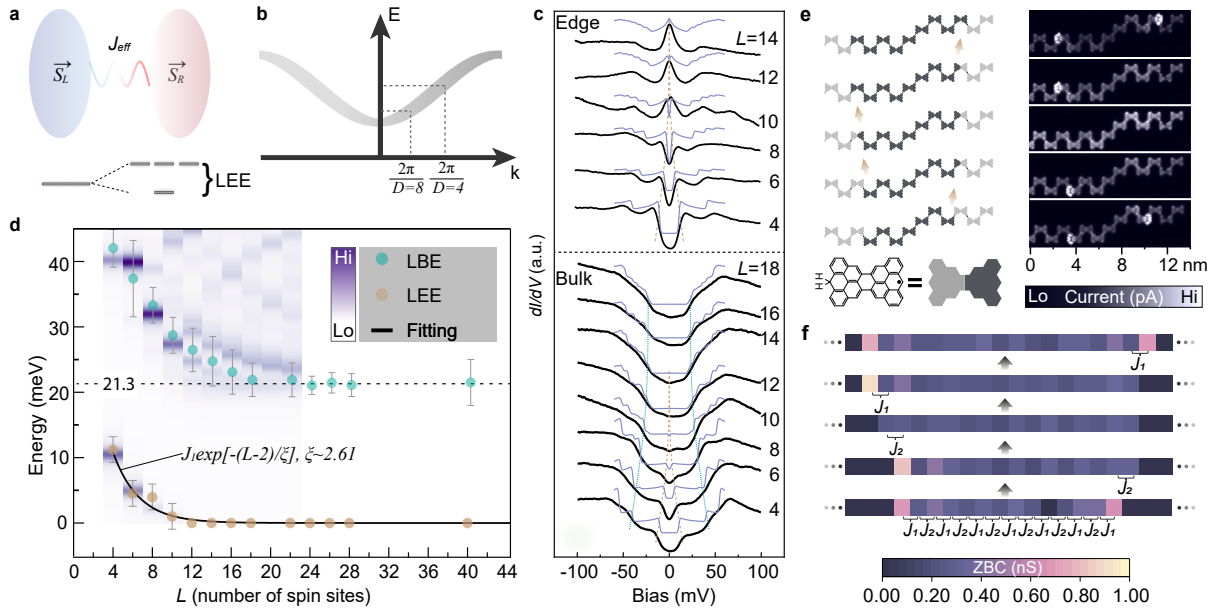 a
S_L
J_eff
S_R
LEE
b
E
k
2π
D=8
2π
D=4
c
Edge
L=14
12
10
8
6
4
Bulk
L=18
16
14
12
10
8
6
4
dI/dV (a.u.)
-100
-50
0
50
100
Bias (mV)
d
Energy (meV)
40
30
20
10
0
21.3
Hi
Lo
LBE
LEE
Fitting
J₁exp[-(L-2)/ξ], ξ~2.61
0
4
8
12
16
20
24
28
32
36
40
44
L (number of spin sites)
e
H
H
=
0
2
4
6
8
10
12 nm
Lo
Current (pA)
Hi
f
J₁
J₁
J₂
J₂
J₁ J₂ J₁ J₂ J₁ J₂ J₁ J₂ J₁ J₂ J₁ J₂ J₁
ZBC (nS)
0.00
0.20
0.40
0.60
0.80
1.00